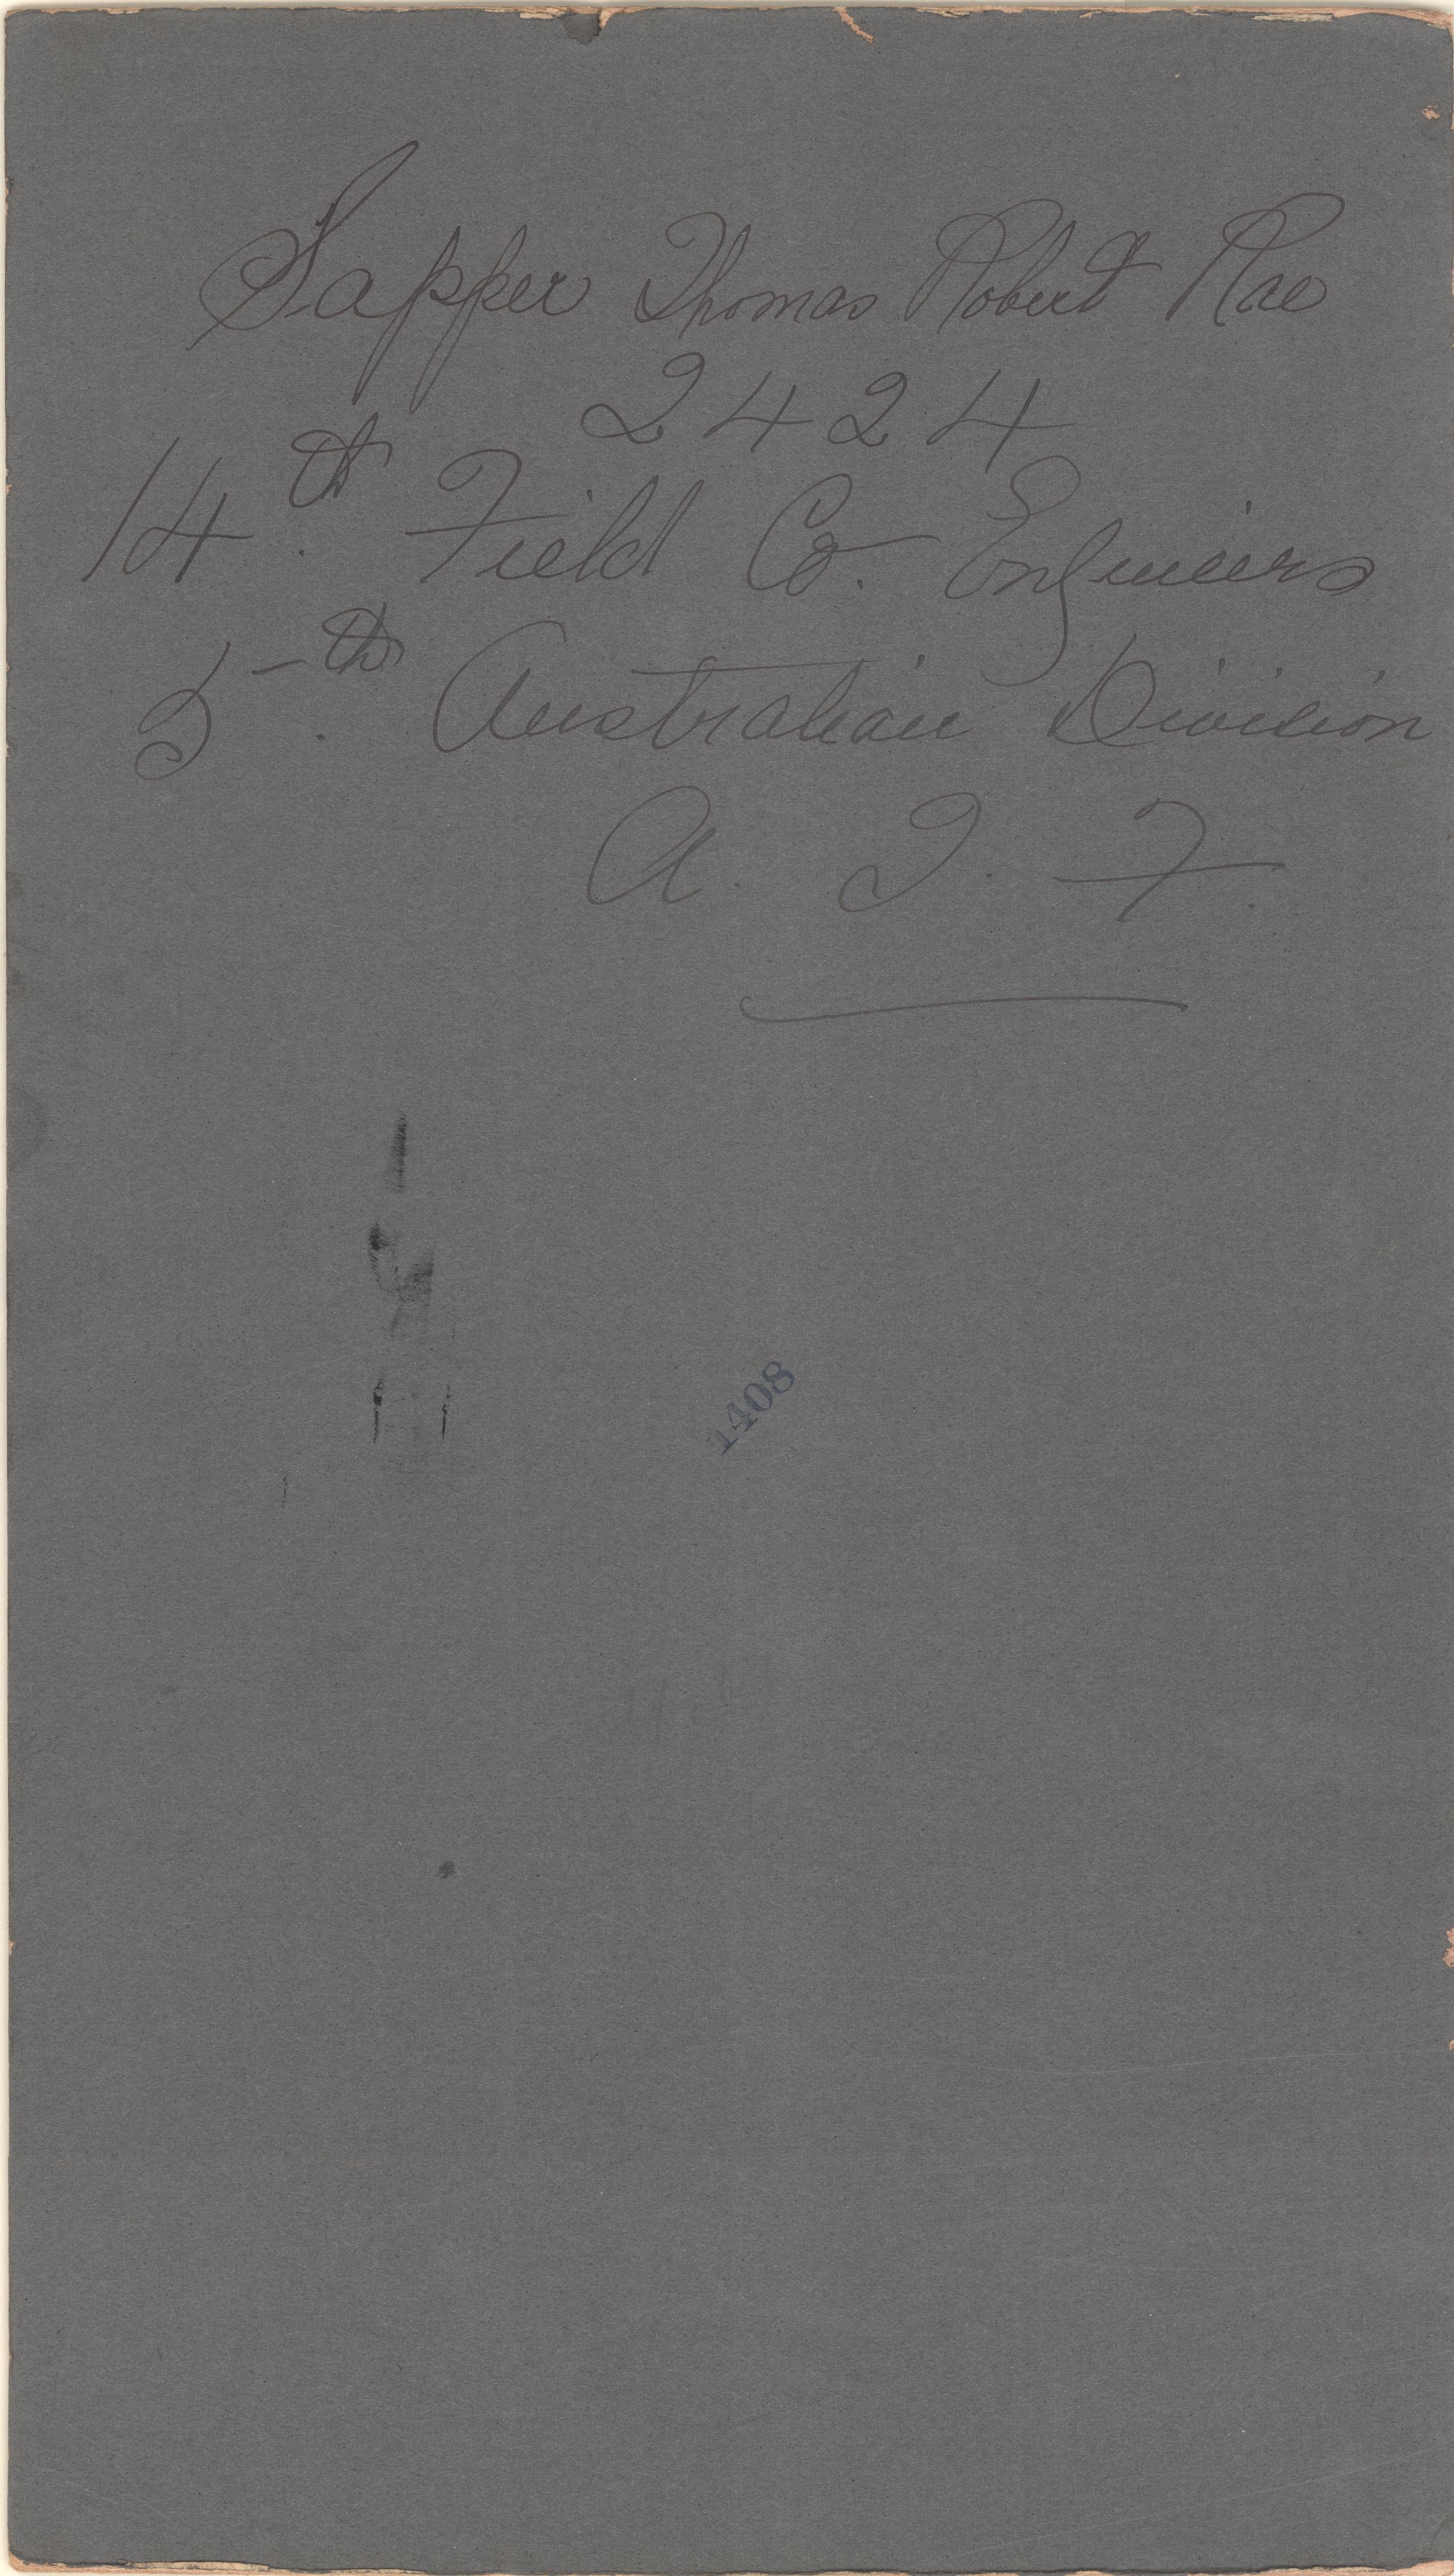 Sapper Thomas Robert Rae
2424
14th. Field Co. Engineers
5th. Australian Division
A. I. F.
1408